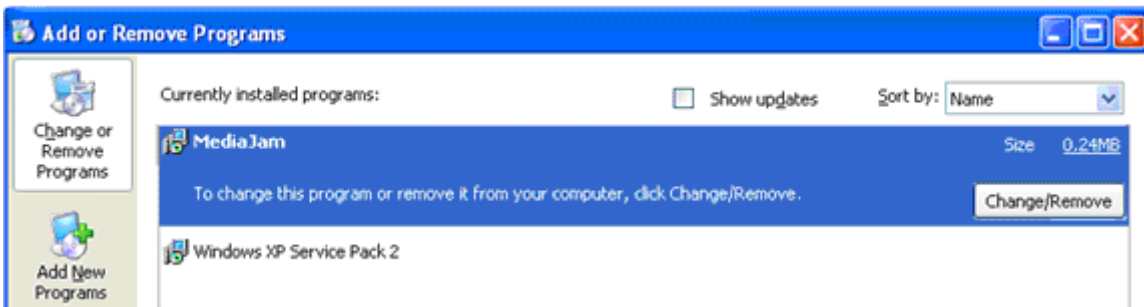 Add or Remove Programs
Change or
Remove
Programs
Add New
Programs
Currently installed programs:
Show updates
Sort by: Name
MediaJam
Size 0.24MB
To change this program or remove it from your computer, click Change/Remove.
Change/Remove
Windows XP Service Pack 2